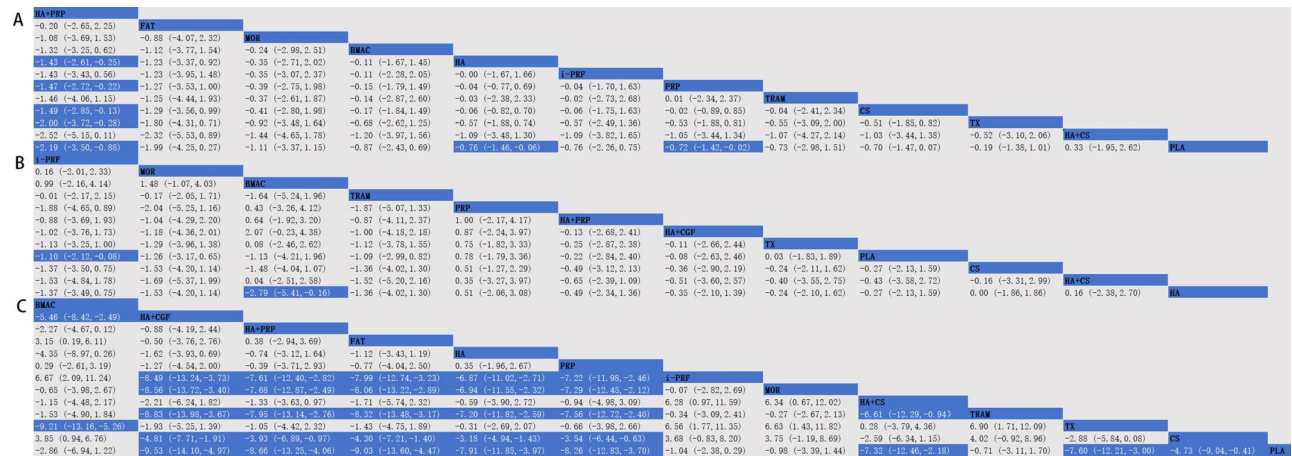 A
HA+PRP
-0.20 (-2.65, 2.25) FAT
-1.08 (-3.69, 1.53) -0.88 (-4.07, 2.32) MOR
-1.32 (-3.25, 0.62) -1.12 (-3.77, 1.54) -0.24 (-2.98, 2.51) BMAC
-1.43 (-2.61, -0.25) -1.23 (-3.37, 0.92) -0.35 (-2.71, 2.02) -0.11 (-1.67, 1.45) HA
-1.43 (-3.43, 0.56) -1.23 (-3.95, 1.48) -0.35 (-3.07, 2.37) -0.11 (-2.28, 2.05) -0.00 (-1.67, 1.66) i-PRF
-1.47 (-2.72, -0.22) -1.27 (-3.53, 1.00) -0.39 (-2.75, 1.98) -0.15 (-1.79, 1.49) -0.04 (-0.77, 0.69) -0.04 (-1.70, 1.63) PRP
-1.46 (-4.06, 1.15) -1.25 (-4.44, 1.93) -0.37 (-2.61, 1.87) -0.14 (-2.87, 2.60) -0.03 (-2.38, 2.33) -0.02 (-2.73, 2.68) 0.01 (-2.34, 2.37) TRAM
-1.49 (-2.85, -0.13) -1.29 (-3.56, 0.99) -0.41 (-2.80, 1.98) -0.17 (-1.84, 1.49) -0.06 (-0.82, 0.70) -0.06 (-1.75, 1.63) -0.02 (-0.89, 0.85) -0.04 (-2.41, 2.34) CS
-2.00 (-3.72, -0.28) -1.80 (-4.31, 0.71) -0.92 (-3.48, 1.64) -0.68 (-2.62, 1.25) -0.57 (-1.88, 0.74) -0.57 (-2.49, 1.36) -0.53 (-1.88, 0.81) -0.55 (-3.09, 2.00) -0.51 (-1.85, 0.82) TX
-2.52 (-5.15, 0.11) -2.32 (-5.53, 0.89) -1.44 (-4.65, 1.78) -1.20 (-3.97, 1.56) -1.09 (-3.48, 1.30) -1.09 (-3.82, 1.65) -1.05 (-3.44, 1.34) -1.07 (-4.27, 2.14) -1.03 (-3.44, 1.38) -0.52 (-3.10, 2.06) HA+CS
-2.19 (-3.50, -0.88) -1.99 (-4.25, 0.27) -1.11 (-3.37, 1.15) -0.87 (-2.43, 0.69) -0.76 (-1.46, -0.06) -0.76 (-2.26, 0.75) -0.72 (-1.42, -0.02) -0.73 (-2.98, 1.51) -0.70 (-1.47, 0.07) -0.19 (-1.38, 1.01) 0.33 (-1.95, 2.62) PLA
B
i-PRF
0.16 (-2.01, 2.33) MOR
0.99 (-2.16, 4.14) 1.48 (-1.07, 4.03) BMAC
-0.01 (-2.17, 2.15) -0.17 (-2.05, 1.71) -1.64 (-5.24, 1.96) TRAM
-1.88 (-4.65, 0.89) -2.04 (-5.25, 1.16) 0.43 (-3.26, 4.12) -1.87 (-5.07, 1.33) PRP
-0.88 (-3.69, 1.93) -1.04 (-4.29, 2.20) 0.64 (-1.92, 3.20) -0.87 (-4.11, 2.37) 1.00 (-2.17, 4.17) HA+PRP
-1.02 (-3.76, 1.73) -1.18 (-4.36, 2.01) 2.07 (-0.23, 4.38) -1.00 (-4.18, 2.18) 0.87 (-2.24, 3.97) -0.13 (-2.68, 2.41) HA+CGF
-1.13 (-3.25, 1.00) -1.29 (-3.96, 1.38) 0.08 (-2.46, 2.62) -1.12 (-3.78, 1.55) 0.75 (-1.82, 3.33) -0.25 (-2.87, 2.38) -0.11 (-2.66, 2.44) TX
-1.10 (-2.12, -0.08) -1.26 (-3.17, 0.65) -1.13 (-4.21, 1.96) -1.09 (-2.99, 0.82) 0.78 (-1.79, 3.36) -0.22 (-2.84, 2.40) -0.08 (-2.63, 2.46) 0.03 (-1.83, 1.89) PLA
-1.37 (-3.50, 0.75) -1.53 (-4.20, 1.14) -1.48 (-4.04, 1.07) -1.36 (-4.02, 1.30) 0.51 (-1.27, 2.29) -0.49 (-3.12, 2.13) -0.36 (-2.90, 2.19) -0.24 (-2.11, 1.62) -0.27 (-2.13, 1.59) CS
-1.53 (-4.84, 1.78) -1.69 (-5.37, 1.99) 0.04 (-2.51, 2.58) -1.52 (-5.20, 2.16) 0.35 (-3.27, 3.97) -0.65 (-2.39, 1.09) -0.51 (-3.60, 2.57) -0.40 (-3.55, 2.75) -0.43 (-3.58, 2.72) -0.16 (-3.31, 2.99) HA+CS
-1.37 (-3.49, 0.75) -1.53 (-4.20, 1.14) -2.79 (-5.41, -0.16) -1.36 (-4.02, 1.30) 0.51 (-2.06, 3.08) -0.49 (-2.34, 1.36) -0.35 (-2.10, 1.39) -0.24 (-2.10, 1.62) -0.27 (-2.13, 1.59) 0.00 (-1.86, 1.86) 0.16 (-2.38, 2.70) HA
C
BMAC
-5.46 (-8.42, -2.49) HA+CGF
-2.27 (-4.67, 0.12) -0.88 (-4.19, 2.44) HA+PRP
3.15 (0.19, 6.11) -0.50 (-3.76, 2.76) 0.38 (-2.94, 3.69) FAT
-4.35 (-8.97, 0.26) -1.62 (-3.93, 0.69) -0.74 (-3.12, 1.64) -1.12 (-3.43, 1.19) HA
0.29 (-2.61, 3.19) -1.27 (-4.54, 2.00) -0.39 (-3.71, 2.93) -0.77 (-4.04, 2.50) 0.35 (-1.96, 2.67) PRP
6.67 (2.09, 11.24) -8.49 (-13.24, -3.73) -7.61 (-12.40, -2.82) -7.99 (-12.74, -3.23) -6.87 (-11.02, -2.71) -7.22 (-11.98, -2.46) i-PRF
-0.65 (-3.98, 2.67) -8.56 (-13.72, -3.40) -7.68 (-12.87, -2.49) -8.06 (-13.22, -2.89) -6.94 (-11.55, -2.32) -7.29 (-12.45, -2.12) -0.07 (-2.82, 2.69) MOR
-1.15 (-4.48, 2.17) -2.21 (-6.24, 1.82) -1.33 (-3.63, 0.97) -1.71 (-5.74, 2.32) -0.59 (-3.90, 2.72) -0.94 (-4.98, 3.09) 6.28 (0.97, 11.59) 6.34 (0.67, 12.02) HA+CS
-1.53 (-4.90, 1.84) -8.83 (-13.98, -3.67) -7.95 (-13.14, -2.76) -8.32 (-13.48, -3.17) -7.20 (-11.82, -2.59) -7.56 (-12.72, -2.40) -0.34 (-3.09, 2.41) -0.27 (-2.67, 2.13) -6.61 (-12.29, -0.94) TRAM
-9.21 (-13.16, -5.26) -1.93 (-5.25, 1.39) -1.05 (-4.42, 2.32) -1.43 (-4.75, 1.89) -0.31 (-2.69, 2.07) -0.66 (-3.98, 2.66) 6.56 (1.77, 11.35) 6.63 (1.43, 11.82) 0.28 (-3.79, 4.36) 6.90 (1.71, 12.09) TX
3.85 (0.94, 6.76) -4.81 (-7.71, -1.91) -3.93 (-6.89, -0.97) -4.30 (-7.21, -1.40) -3.18 (-4.94, -1.43) -3.54 (-6.44, -0.63) 3.68 (-0.83, 8.20) 3.75 (-1.19, 8.69) -2.59 (-6.34, 1.15) 4.02 (-0.92, 8.96) -2.88 (-5.84, 0.08) CS
-2.86 (-6.94, 1.22) -9.53 (-14.10, -4.97) -8.66 (-13.25, -4.06) -9.03 (-13.60, -4.47) -7.91 (-11.85, -3.97) -8.26 (-12.83, -3.70) -1.04 (-2.38, 0.29) -0.98 (-3.39, 1.44) -7.32 (-12.46, -2.18) -0.71 (-3.11, 1.70) -7.60 (-12.21, -3.00) -4.73 (-9.04, -0.41) PLA